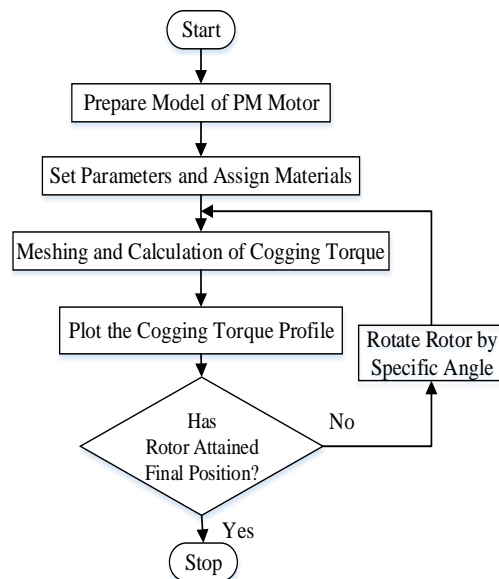 Start
Prepare Model of PM Motor
Set Parameters and Assign Materials
Meshing and Calculation of Cogging Torque
Plot the Cogging Torque Profile
Rotate Rotor by
Specific Angle
Has
Rotor Attained
Final Position?
No
Yes
Stop